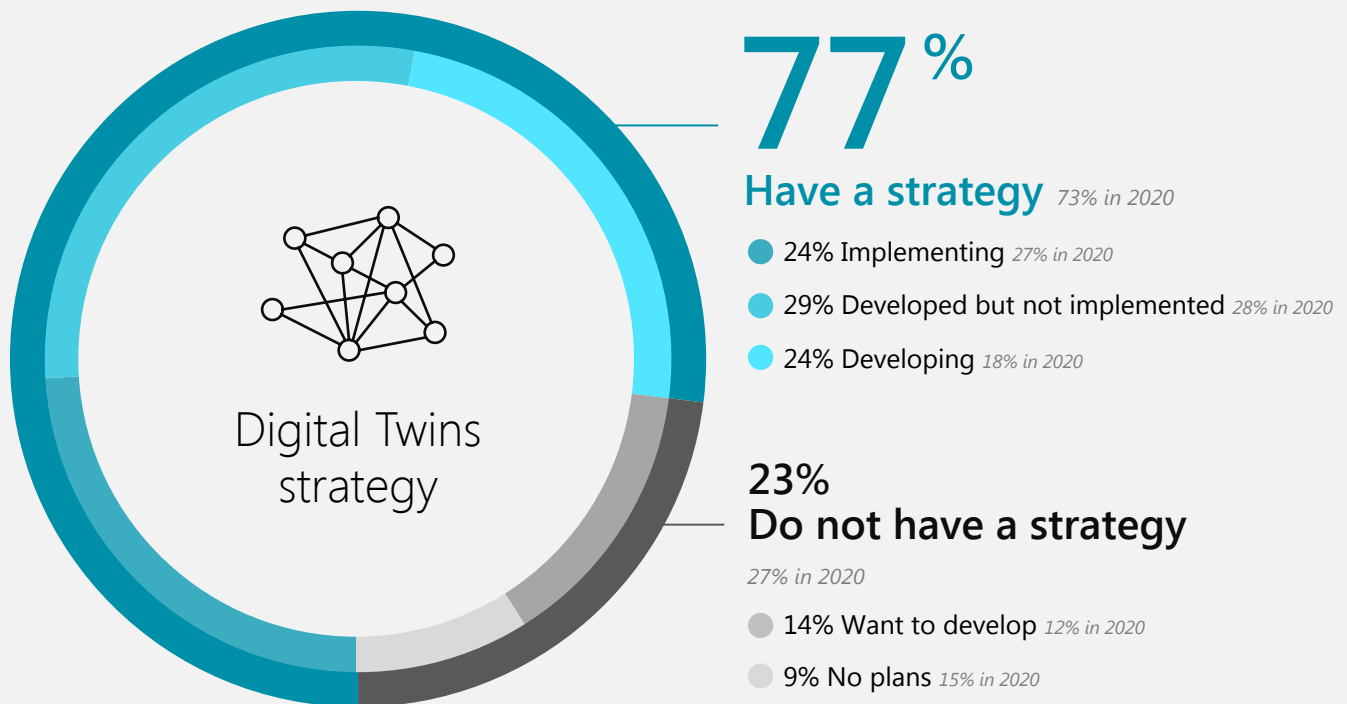 77%
Have a strategy 73% in 2020
24% Implementing 27% in 2020
29% Developed but not implemented 28% in 2020
24% Developing 18% in 2020
Digital Twins
strategy
23%
Do not have a strategy
27% in 2020
14% Want to develop 12% in 2020
9% No plans 15% in 2020